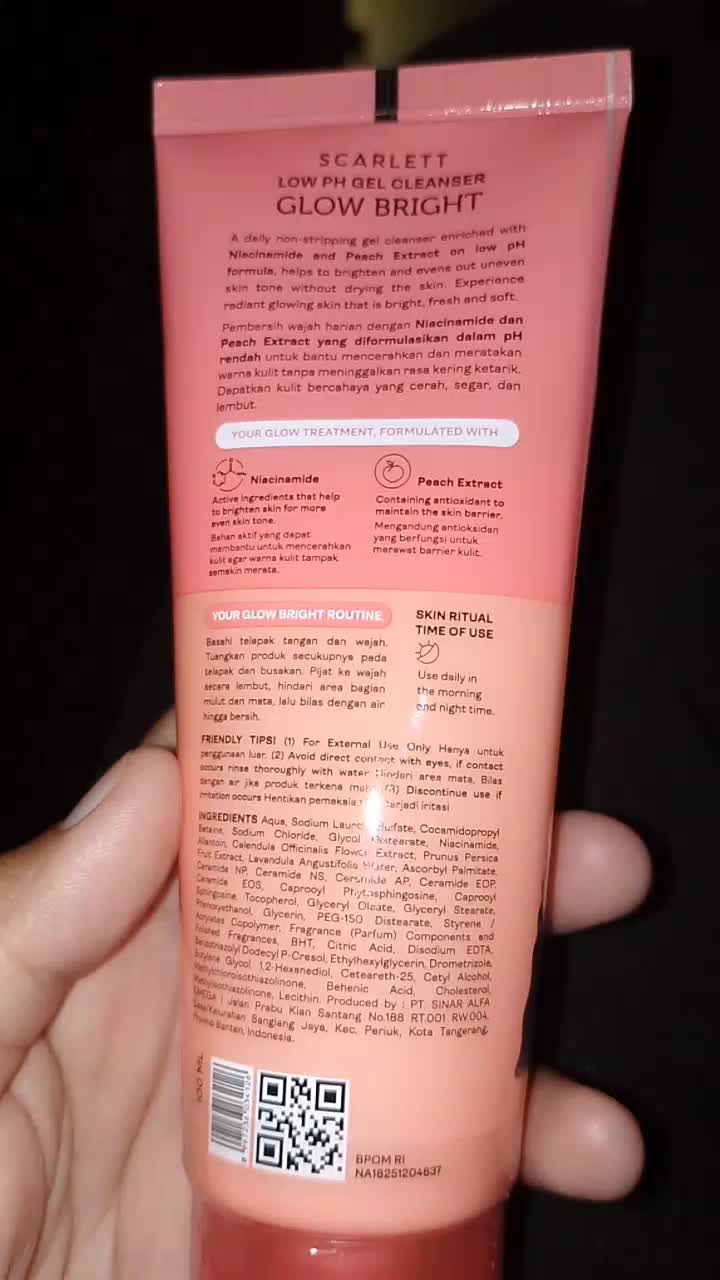 SCARLETT
LOW PH GEL CLEANSER
GLOW BRIGHT
A daily non-stripping gel cleanser enriched with
Niacinamide and Peach Extract on low pH
formula, helps to brighten and evens out uneven
skin tone without drying the skin. Experience
radiant glowing skin that is bright, fresh and soft.
Pembersih wajah harian dengan Niacinamide dan
Peach Extract yang diformulasikan dalam pH
rendah untuk bantu mencerahkan dan meratakan
warna kulit tanpa meninggalkan rasa kering ketarik.
Dapatkan kulit bercahaya yang cerah, segar, dan
lembut.
YOUR GLOW TREATMENT, FORMULATED WITH
Niacinamide
Active ingredients that help
to brighten skin for more
even skin tone.
Bahan aktif yang dapat
membantu untuk mencerahkan
kulit agar warna kulit tampak
semakin merata.
Peach Extract
Containing antioxidant to
maintain the skin barrier.
Mengandung antioksidan
yang berfungsi untuk
merawat barrier kulit.
YOUR GLOW BRIGHT ROUTINE
Basahi telapak tangan dan wajah.
Tuangkan produk secukupnya pada
telapak dan busakan. Pijat ke wajah
secara lembut, hindari area bagian
mulut dan mata, lalu bilas dengan air
hingga bersih.
SKIN RITUAL
TIME OF USE
Use daily in
the morning
and night time.
FRIENDLY TIPS! (1) For External Use Only Hanya untuk
penggunaan luar. (2) Avoid direct contact with eyes, if contact
occurs rinse thoroughly with water Hindari area mata, Bilas
dengan air jika produk terkena (3) Discontinue use if
irritation occurs Hentikan terjadi iritasi
INGREDIENTS Aqua, Sodium Sulfate, Cocamidopropyl
Betaine, Sodium Chloride, Glycol Distearate, Niacinamide,
Allantoin, Calendula Officinalis Flower Extract, Prunus Persica
Fruit Extract, Lavandula Angustifolia Water, Ascorbyl Palmitate,
Ceramide NP, Ceramide NS, Ceramide AP, Ceramide EOP,
Ceramide EOS, Caprooyl Phytosphingosine, Caprooyl
Sphingosine, Tocopherol, Glyceryl Oleate, Glyceryl Stearate,
Phenoxyethanol, Glycerin, PEG-150 Distearate, Styrene /
Acrylates Copolymer, Fragrance (Parfum) Components and
Finished Fragrances, BHT, Citric Acid, Disodium EDTA,
Benzotriazolyl Dodecyl P-Cresol, Ethylhexylglycerin, Drometrizole,
Butylene Glycol, 1,2-Hexanediol, Ceteareth-25, Cetyl Alcohol,
Methylchloroisothiazolinone, Behenic Acid, Cholesterol,
Methylisothiazolinone, Lecithin. Produced by : PT. SINAR ALFA
OMEGA | Jalan Prabu Kian Santang No.188 RT.001 RW.004,
Desa/Kelurahan Sangiang Jaya, Kec. Periuk, Kota Tangerang,
Banten, Indonesia.
100 ML
BPOM RI
NA18251204637